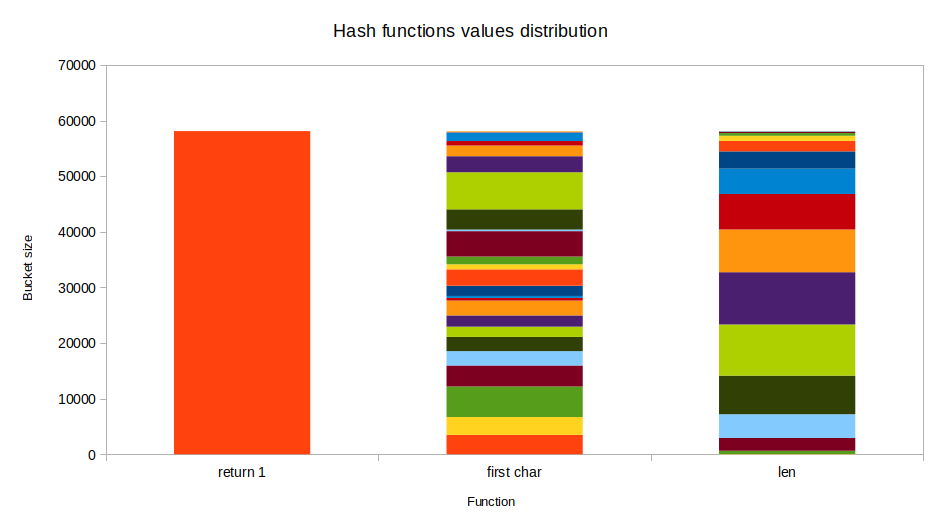 Hash functions values distribution
70000
60000
50000
40000
30000
20000
10000
0
Bucket size
return 1
first char
len
Function